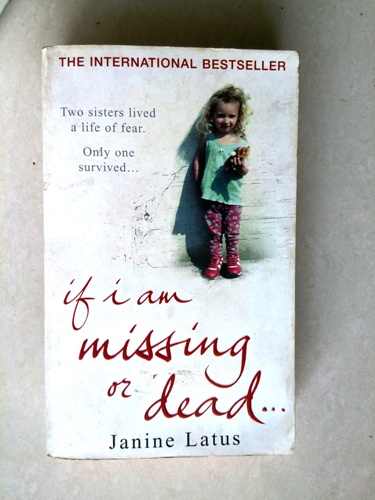 THE INTERNATIONAL BESTSELLER
Two sisters lived
a life of fear.
Only one
survived...
if i am
missing
or dead...
Janine Latus